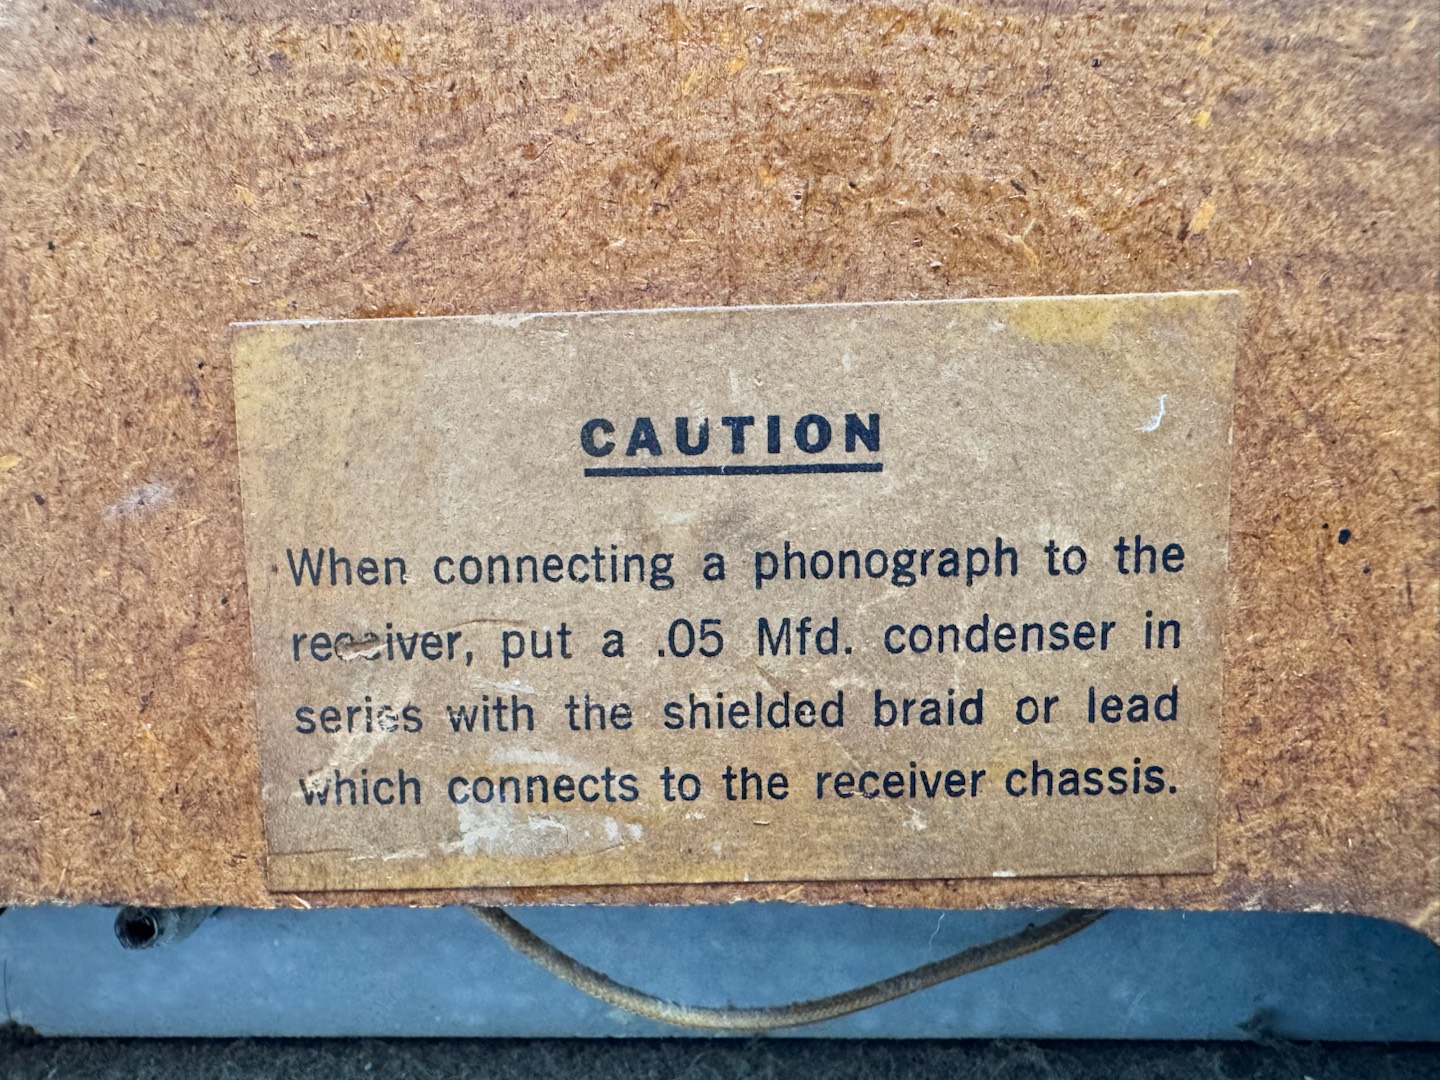 CAUTION
When connecting a phonograph to the
receiver, put a .05 Mfd. condenser in
series with the shielded braid or lead
which connects to the receiver chassis.